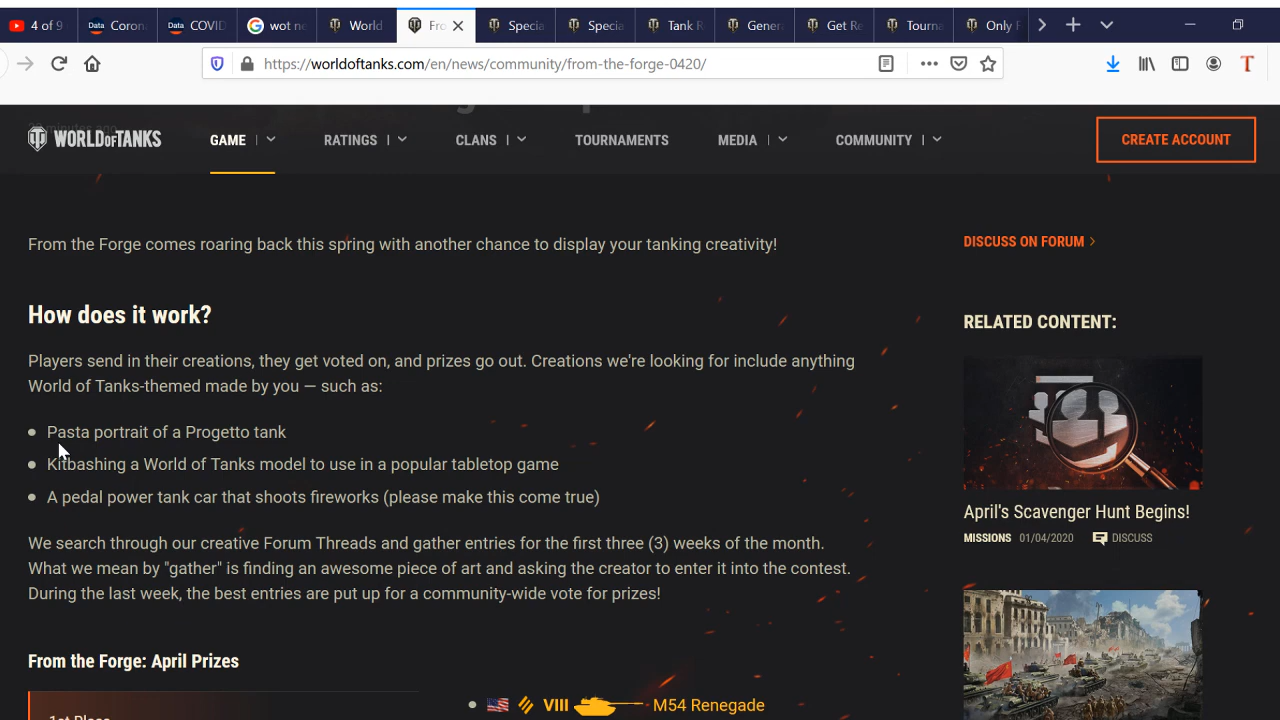 4 of 9
Coron
COVID
wot ne
World
Fro
Specia
Specia
Tank R
Genera
Get Re
Tourna
Only F
https://worldoftanks.com/en/news/community/from-the-forge-0420/
WORLD OF TANKS
GAME
RATINGS
CLANS
TOURNAMENTS
MEDIA
COMMUNITY
CREATE ACCOUNT
From the Forge comes roaring back this spring with another chance to display your tanking creativity!
How does it work?
Players send in their creations, they get voted on, and prizes go out. Creations we're looking for include anything
World of Tanks-themed made by you — such as:
Pasta portrait of a Progetto tank
Kitbashing a World of Tanks model to use in a popular tabletop game
A pedal power tank car that shoots fireworks (please make this come true)
We search through our creative Forum Threads and gather entries for the first three (3) weeks of the month.
What we mean by "gather" is finding an awesome piece of art and asking the creator to enter it into the contest.
During the last week, the best entries are put up for a community-wide vote for prizes!
From the Forge: April Prizes
1st Place
VIII M54 Renegade
DISCUSS ON FORUM
RELATED CONTENT:
April's Scavenger Hunt Begins!
MISSIONS 01/04/2020 DISCUSS